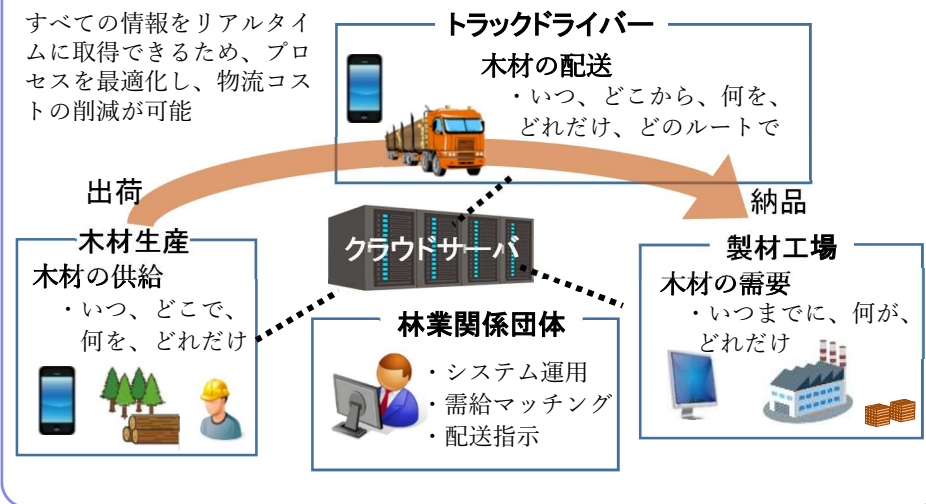 すべての情報をリアルタイ
ムに取得できるため、プロ
セスを最適化し、物流コス
トの削減が可能
トラックドライバー
木材の配送
・いつ、どこから、何を、
どれだけ、どのルートで
出荷
納品
クラウドサーバ
木材生産
木材の供給
・いつ、どこで、
何を、どれだけ
林業関係団体
・システム運用
・需給マッチング
・配送指示
製材工場
木材の需要
・いつまでに、何が、
どれだけ